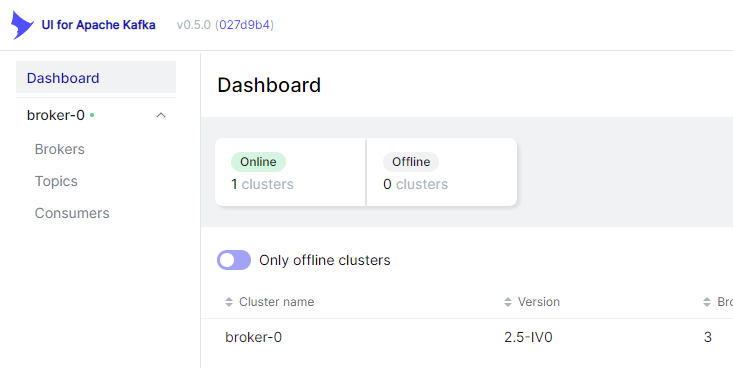 UI for Apache Kafka v0.5.0 (027d9b4)
Dashboard
broker-0
Brokers
Topics
Consumers
Dashboard
Online Offline
1 clusters 0 clusters
Only offline clusters
Cluster name Version Bro
broker-0 2.5-IV0 3